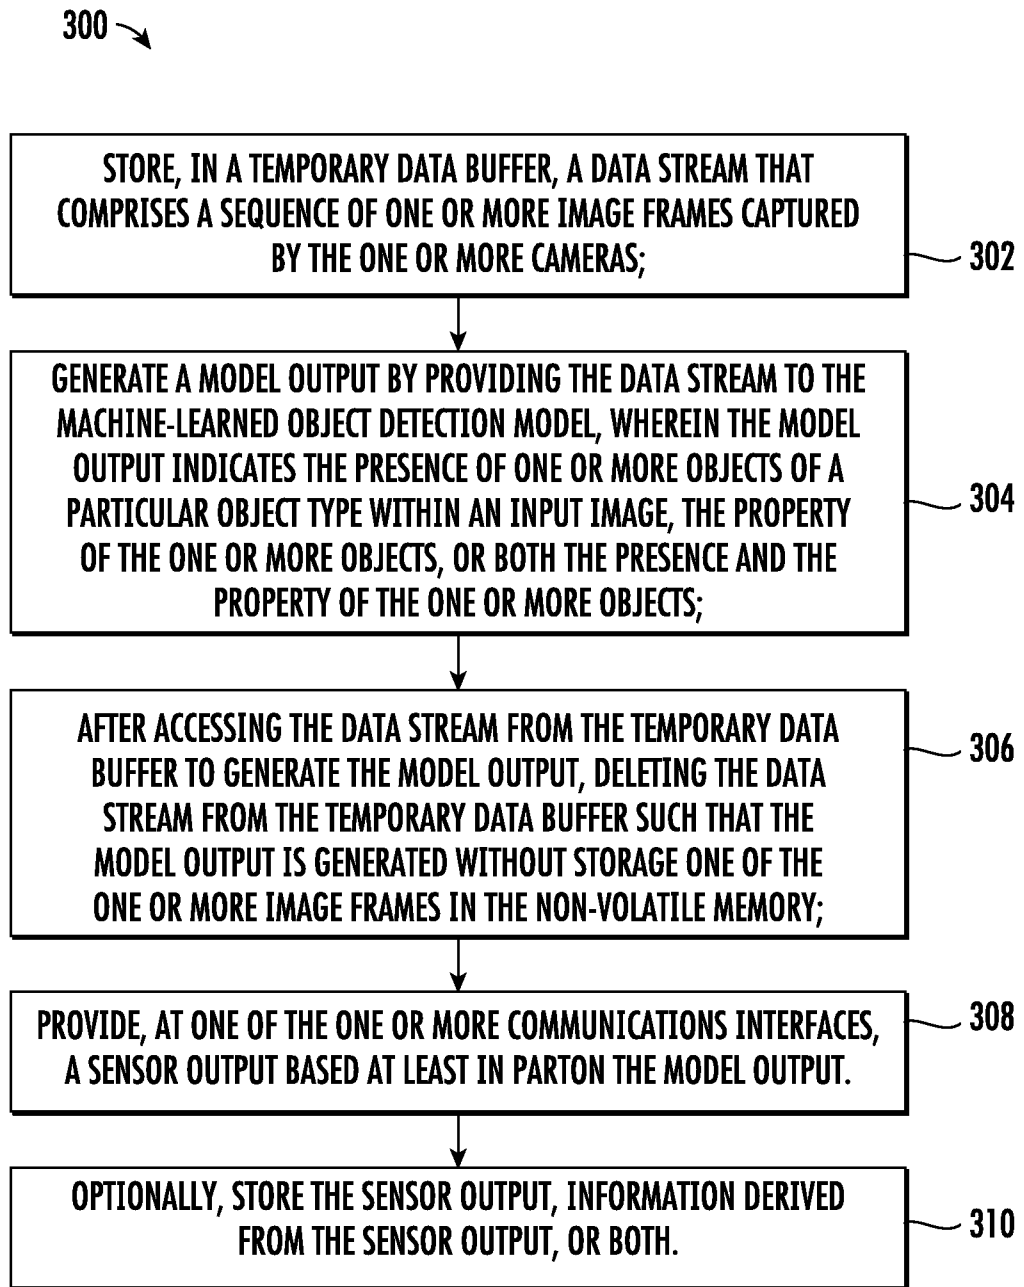 300
STORE, IN A TEMPORARY DATA BUFFER, A DATA STREAM THAT
COMPRISES A SEQUENCE OF ONE OR MORE IMAGE FRAMES CAPTURED
BY THE ONE OR MORE CAMERAS;
302
GENERATE A MODEL OUTPUT BY PROVIDING THE DATA STREAM TO THE
MACHINE-LEARNED OBJECT DETECTION MODEL, WHEREIN THE MODEL
OUTPUT INDICATES THE PRESENCE OF ONE OR MORE OBJECTS OF A
PARTICULAR OBJECT TYPE WITHIN AN INPUT IMAGE, THE PROPERTY
OF THE ONE OR MORE OBJECTS, OR BOTH THE PRESENCE AND THE
PROPERTY OF THE ONE OR MORE OBJECTS;
304
AFTER ACCESSING THE DATA STREAM FROM THE TEMPORARY DATA
BUFFER TO GENERATE THE MODEL OUTPUT, DELETING THE DATA
STREAM FROM THE TEMPORARY DATA BUFFER SUCH THAT THE
MODEL OUTPUT IS GENERATED WITHOUT STORAGE ONE OF THE
ONE OR MORE IMAGE FRAMES IN THE NON-VOLATILE MEMORY;
306
PROVIDE, AT ONE OF THE ONE OR MORE COMMUNICATIONS INTERFACES,
A SENSOR OUTPUT BASED AT LEAST IN PARTON THE MODEL OUTPUT.
308
OPTIONALLY, STORE THE SENSOR OUTPUT, INFORMATION DERIVED
FROM THE SENSOR OUTPUT, OR BOTH.
310